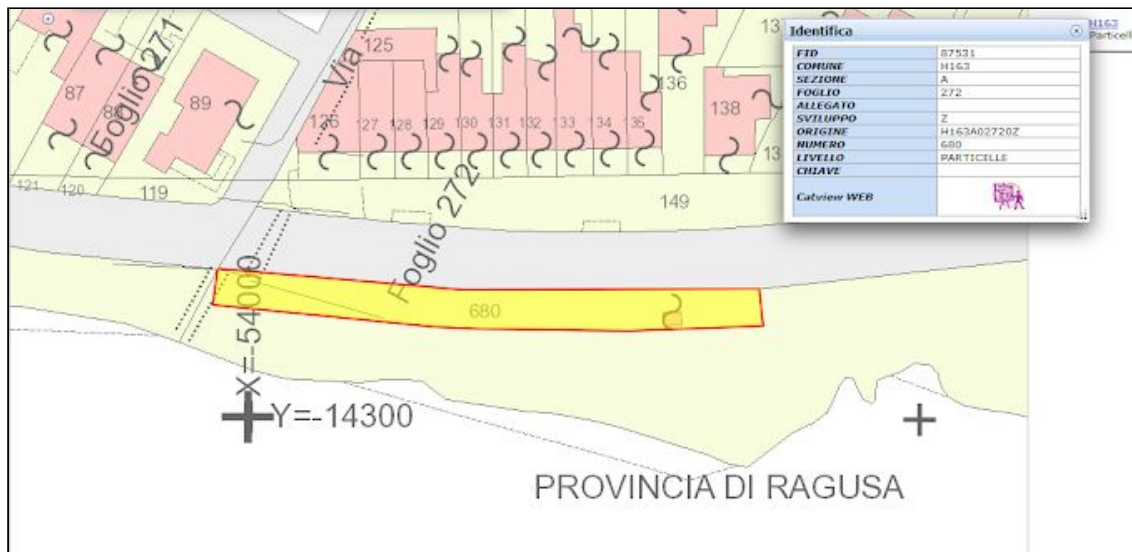 Identifica
FID 87531
COMUNE H163
SEZIONE A
FOGLIO 272
ALLEGATO
SVILUPPO Z
ORIGINE H163A02720Z
NUMERO 680
LIVELLO PARTICELLE
CHIAVE
Catview WEB
H163
Particell
Foglio 271
Via
125
87
89
136
138
126
127
128
129
130
131
132
133
134
135
121
120
119
149
Foglio 272
680
X=-54000
Y=-14300
PROVINCIA DI RAGUSA